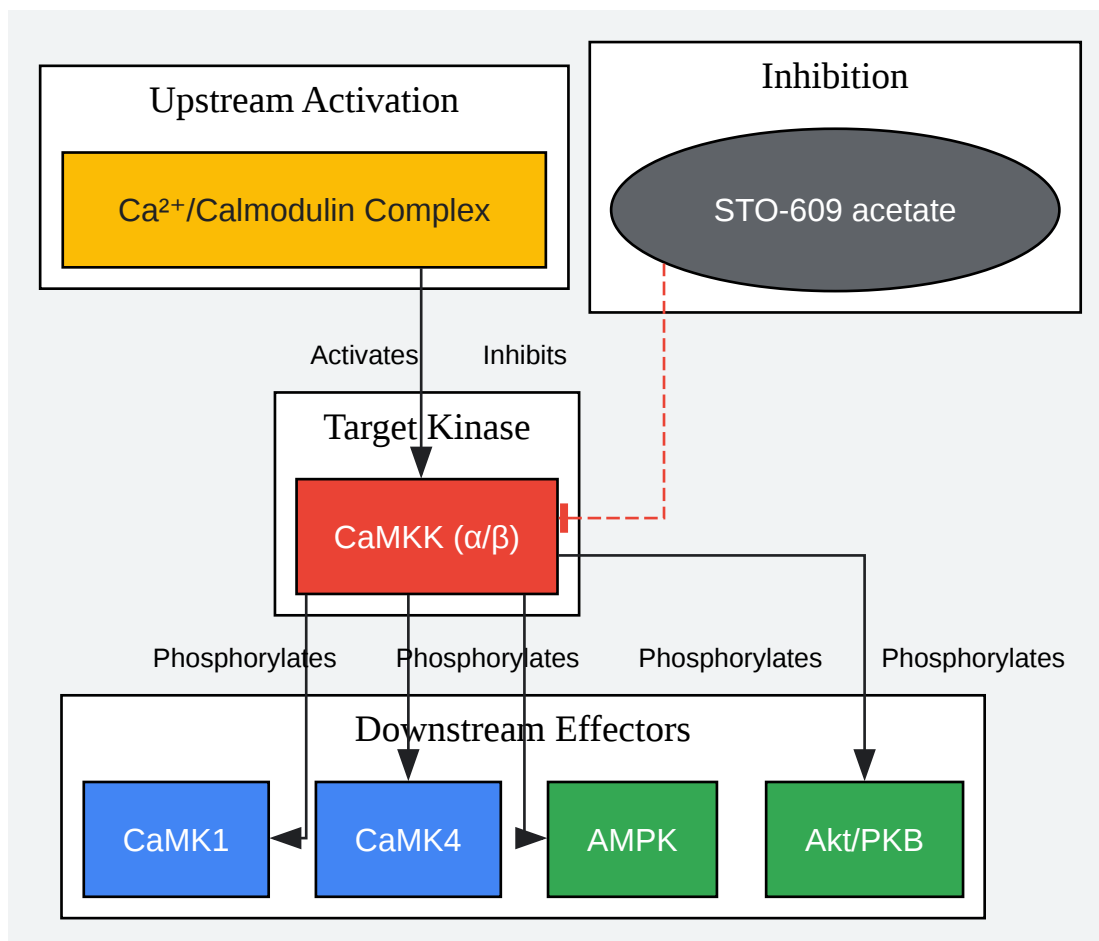 Upstream Activation
Ca²⁺/Calmodulin Complex
Inhibition
STO-609 acetate
Activates
Inhibits
Target Kinase
CaMKK (α/β)
Phosphorylates
Phosphorylates
Phosphorylates
Phosphorylates
Downstream Effectors
CaMK1
CaMK4
AMPK
Akt/PKB